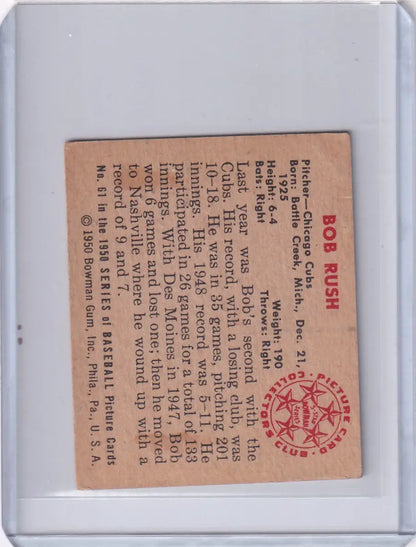 BOB RUSH
Pitcher—Chicago Cubs
Born: Battle Creek, Mich., Dec. 21,
1925
Height: 6-4 Weight: 190
Bats: Right Throws: Right
Last year was Bob's second with the
Cubs. His record, with a losing club, was
10-18. He was in 35 games, pitching 201
innings. His 1948 record was 5-11. He
participated in 26 games for a total of 133
innings. With Des Moines in 1947, Bob
won 6 games and lost one; then he moved
to Nashville where he wound up with a
record of 9 and 7.
No. 61 in the 1950 SERIES of BASEBALL Picture Cards
©1950 Bowman Gum, Inc., Phila., Pa., U. S. A.
PICTURE CARD
COLLECTORS CLUB
BOWMAN